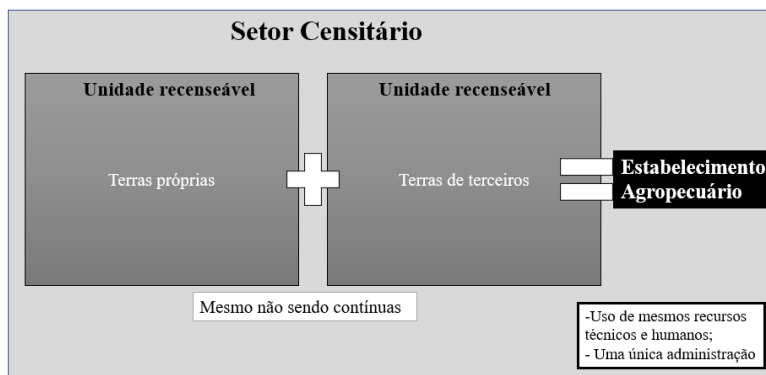 Setor Censitário
Unidade recenseável
Unidade recenseável
Terras próprias
Terras de terceiros
Estabelecimento
Agropecuário
Mesmo não sendo contínuas
-Uso de mesmos recursos
técnicos e humanos;
- Uma única administração